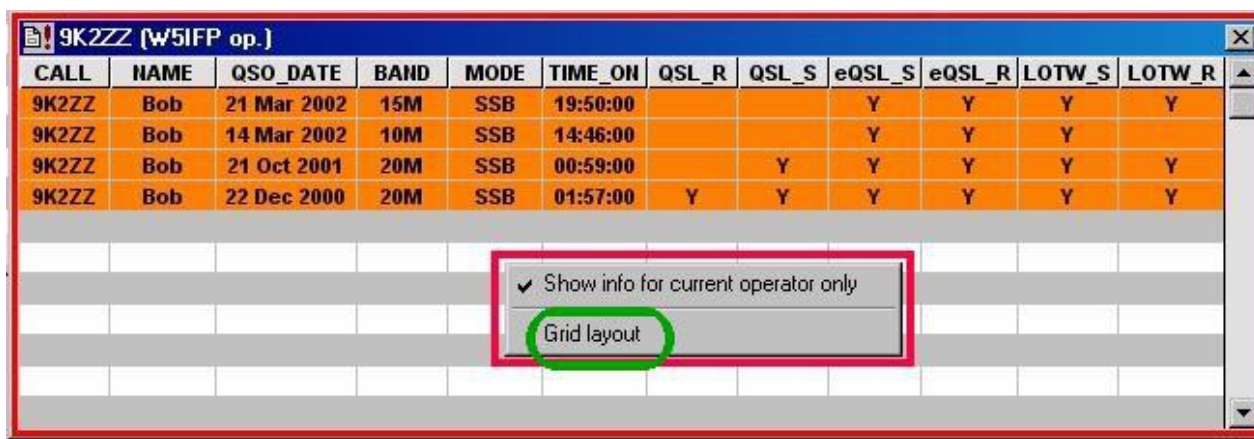 9K2ZZ (W5IFP op.)
CALL NAME QSO_DATE BAND MODE TIME_ON QSL_R QSL_S eQSL_S eQSL_R LOTW_S LOTW_R
9K2ZZ Bob 21 Mar 2002 15M SSB 19:50:00 Y Y Y Y
9K2ZZ Bob 14 Mar 2002 10M SSB 14:46:00 Y Y Y
9K2ZZ Bob 21 Oct 2001 20M SSB 00:59:00 Y Y Y Y Y
9K2ZZ Bob 22 Dec 2000 20M SSB 01:57:00 Y Y Y Y Y Y
Show info for current operator only
Grid layout